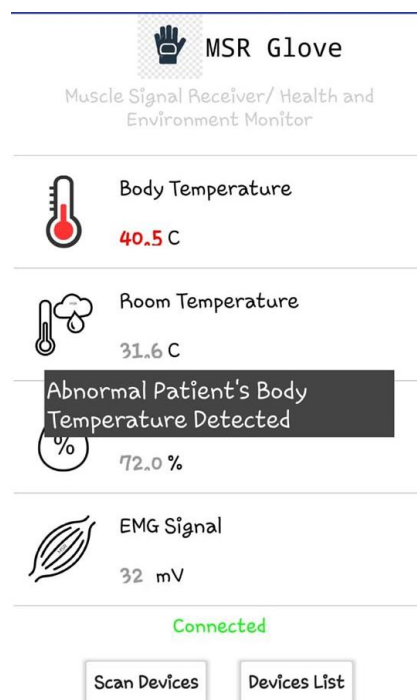 MSR Glove
Muscle Signal Receiver/ Health and
Environment Monitor
Body Temperature
40.5 C
Room Temperature
31.6 C
Abnormal Patient's Body
Temperature Detected
%
72.0 %
EMG Signal
32 mV
Connected
Scan Devices
Devices List